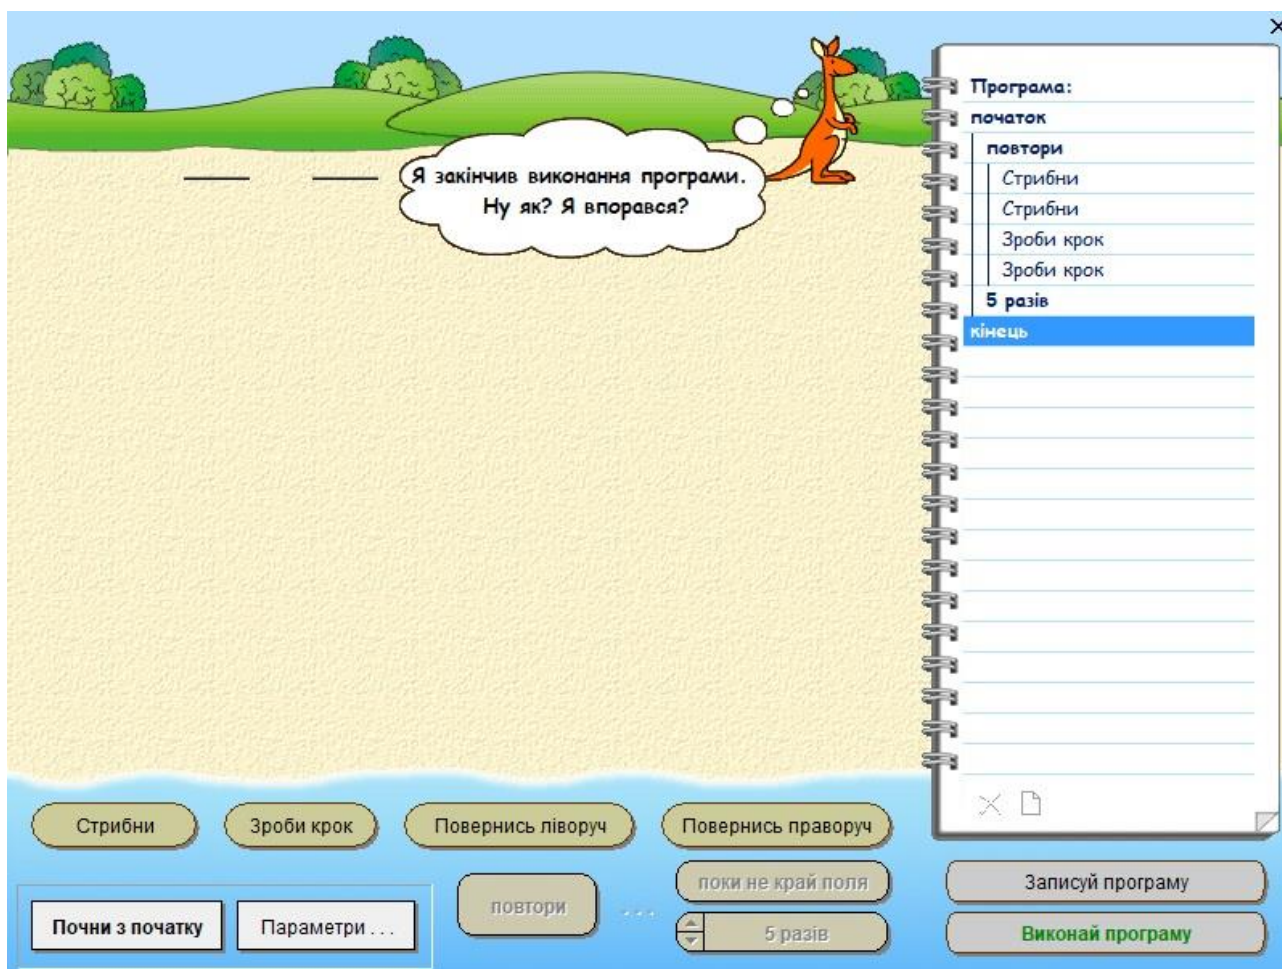 Я закінчив виконання програми.
Ну як? Я впорався?
Програма:
початок
повтори
Стрибни
Стрибни
Зроби крок
Зроби крок
5 разів
кінець
Стрибни
Зроби крок
Повернись ліворуч
Повернись праворуч
повтори
. . .
поки не край поля
5 разів
Почни з початку
Параметри . . .
Записуй програму
Виконай програму